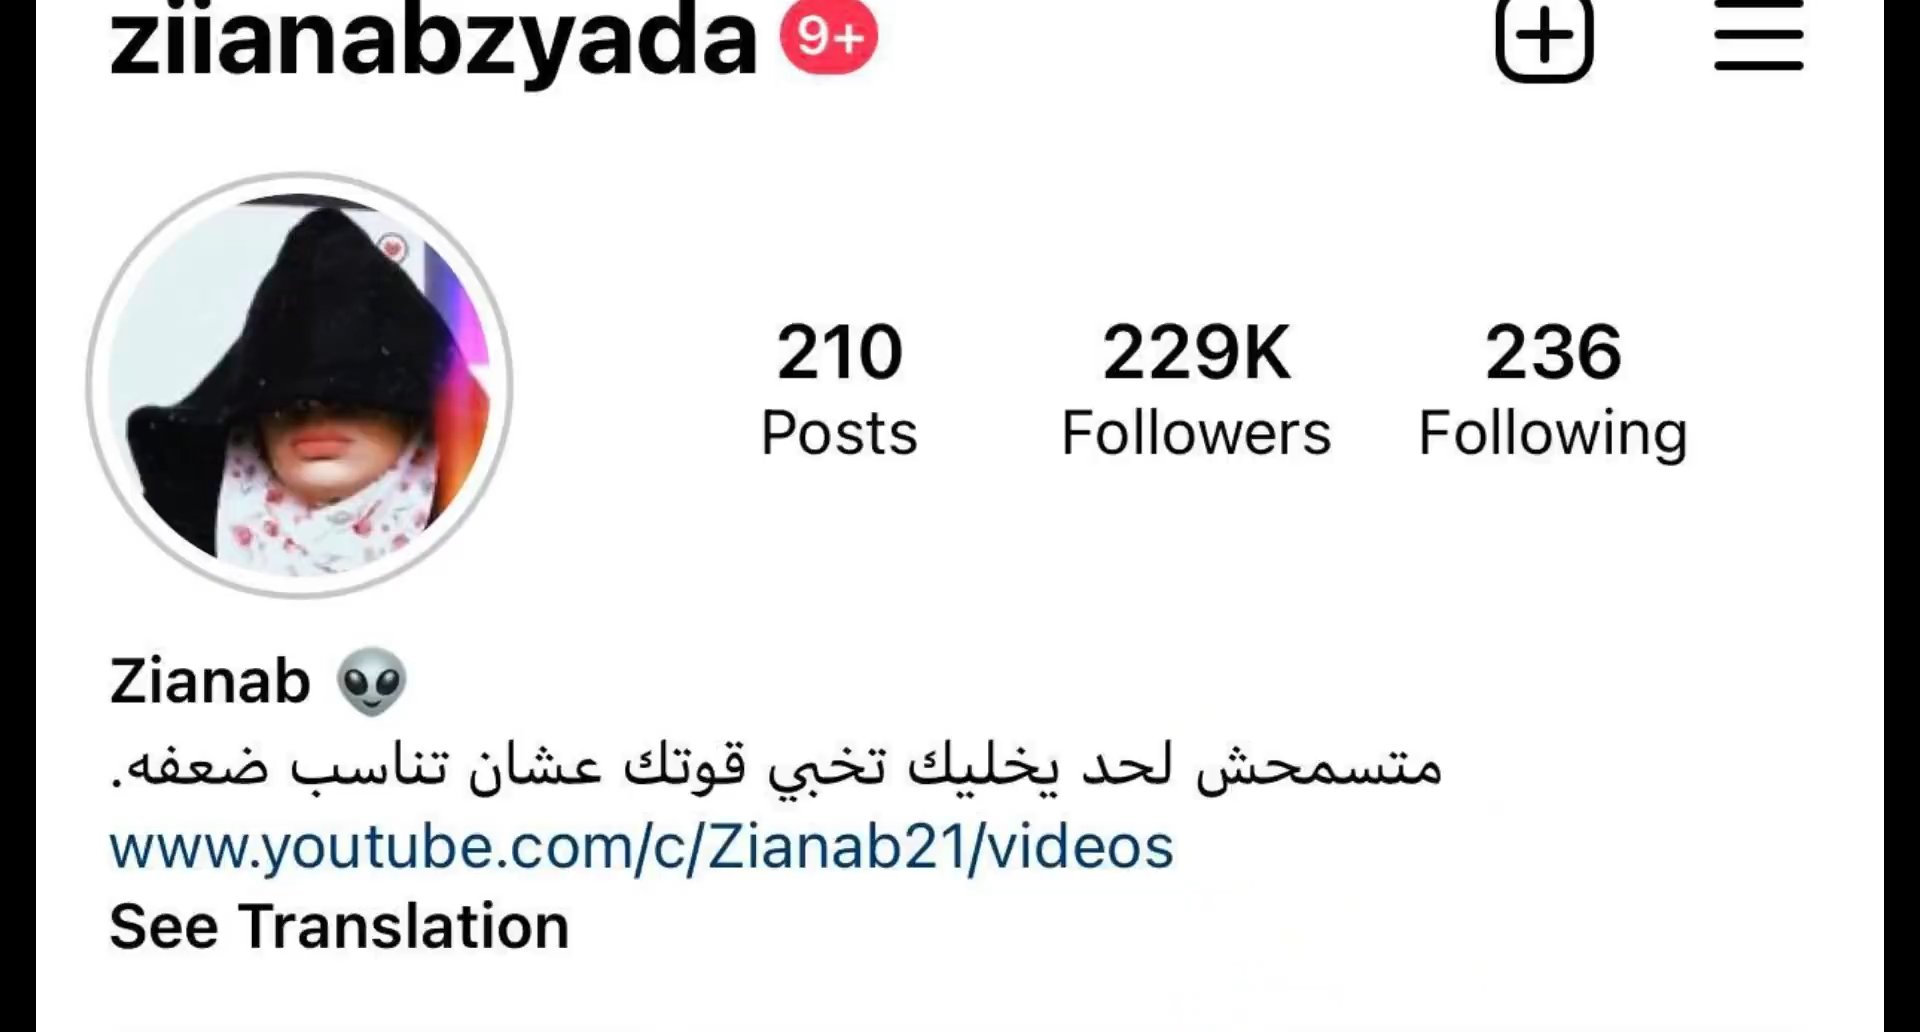 ziianabzyada 9+
210 229K 236
Posts Followers Following
Zianab
متسمحش لحد يخليك تخبي قوتك عشان تناسب ضعفه.
www.youtube.com/c/Zianab21/videos
See Translation